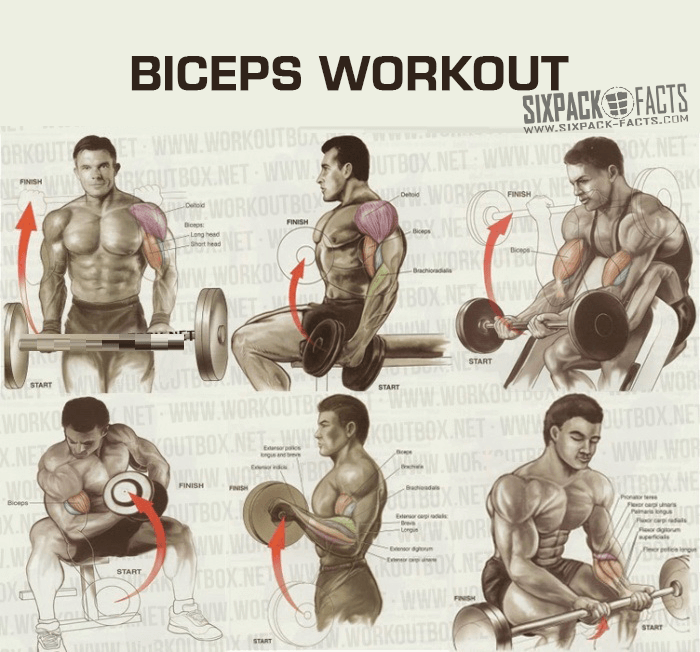 BICEPS WORKOUT
SIXPACK FACTS
WWW.SIXPACK-FACTS.COM
FINISH
Deltoid
Biceps:
Long head
Short head
START
FINISH
Deltoid
Biceps
Brachioradialis
START
FINISH
Biceps
START
Biceps
FINISH
START
Extensor pollicis
longus and brevis
Extensor indicis
FINISH
Biceps
Brachialis
Brachioradialis
Extensor carpi radialis:
Brevis
Longus
Extensor digitorum
Extensor carpi ulnaris
START
Pronator teres
Flexor carpi ulnaris
Palmaris longus
Flexor carpi radialis
Flexor digitorum
superficialis
Flexor pollicis longus
FINISH
START
WWW.WORKOUTBOX.NET